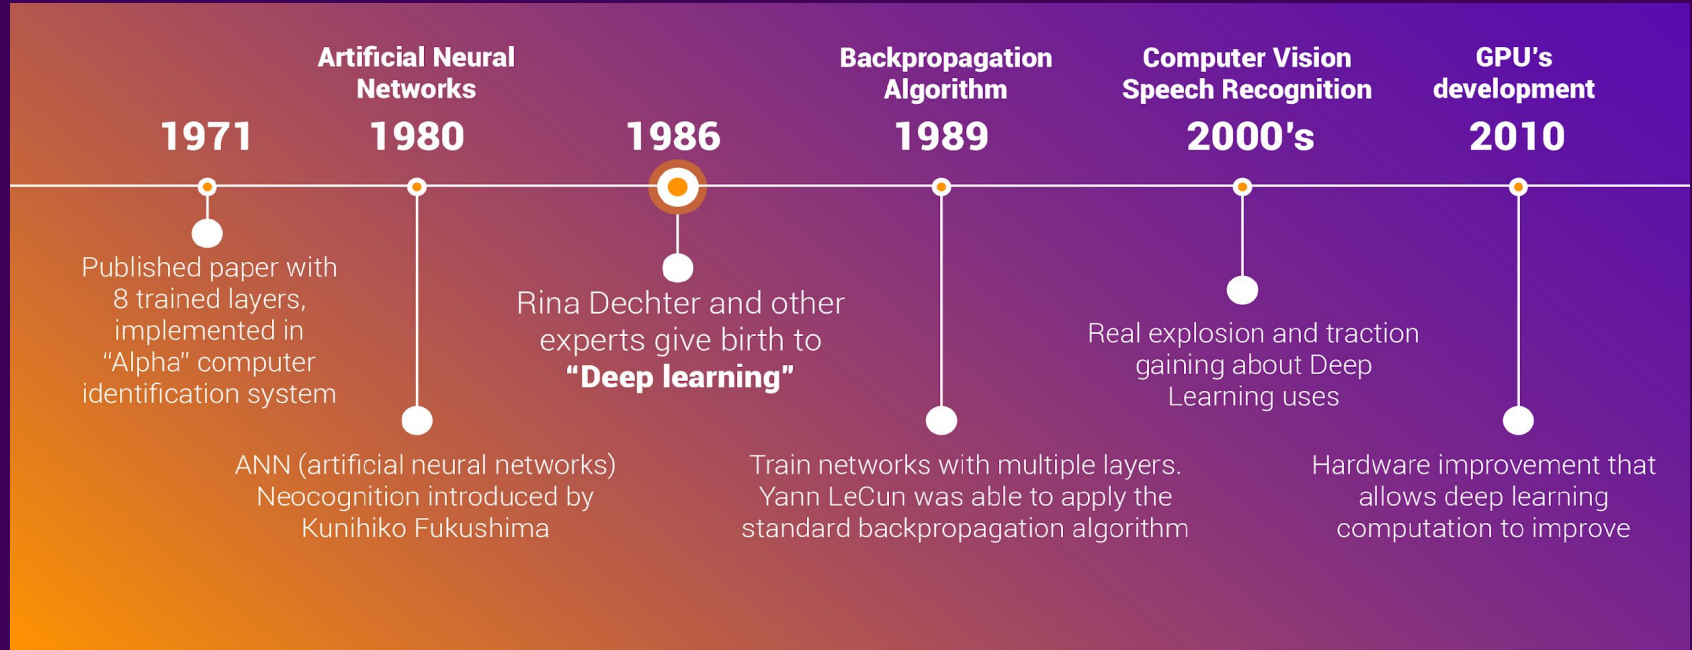 Artificial Neural
Networks
Backpropagation
Algorithm
Computer Vision
Speech Recognition
GPU's
development
1971
1980
1986
1989
2000's
2010
Published paper with
8 trained layers,
implemented in
“Alpha” computer
identification system
ANN (artificial neural networks)
Neocognition introduced by
Kunihiko Fukushima
Rina Dechter and other
experts give birth to
“Deep learning”
Train networks with multiple layers.
Yann LeCun was able to apply the
standard backpropagation algorithm
Real explosion and traction
gaining about Deep
Learning uses
Hardware improvement that
allows deep learning
computation to improve